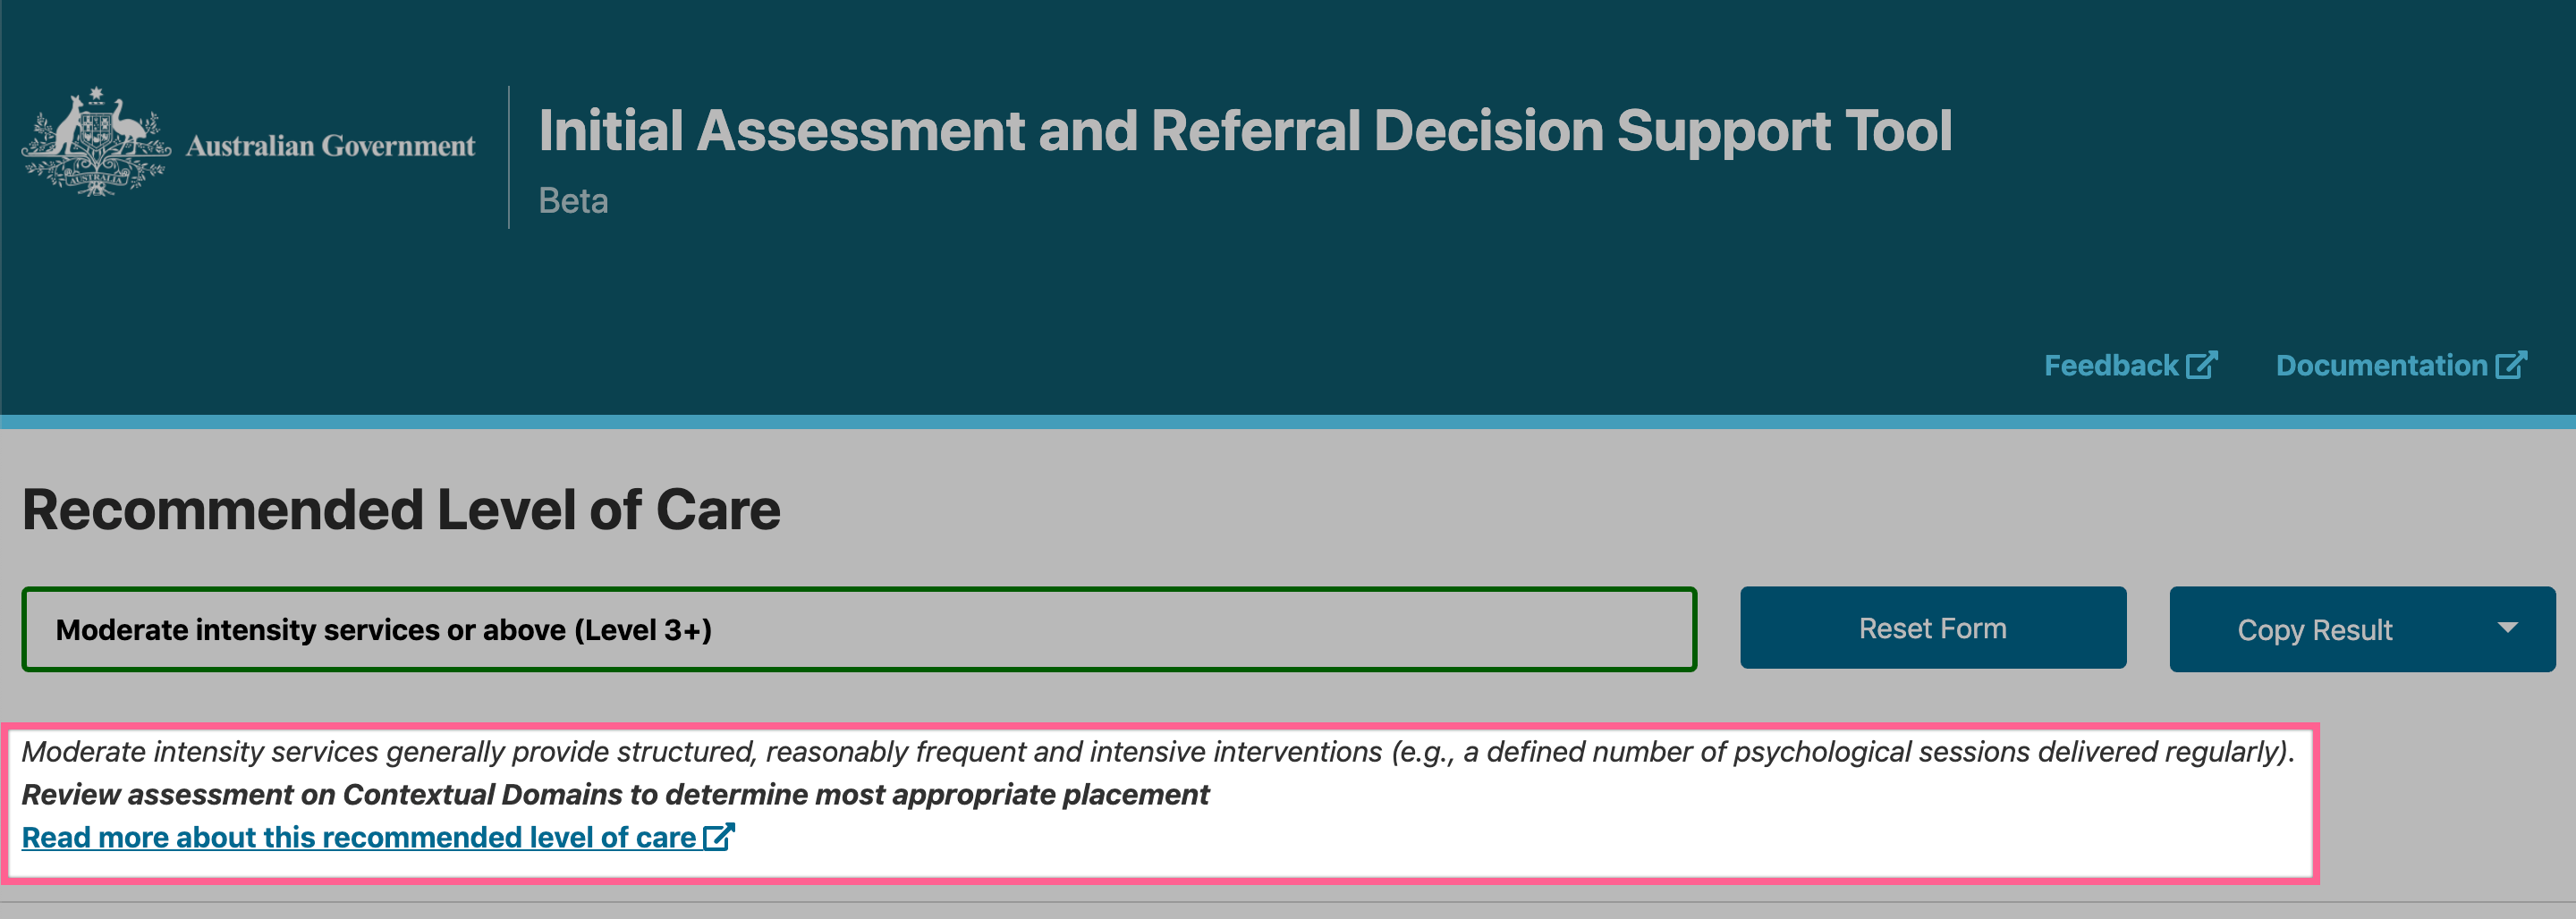 Australian Government
AUSTRALIA
Initial Assessment and Referral Decision Support Tool
Beta
Feedback
Documentation
Recommended Level of Care
Moderate intensity services or above (Level 3+)
Reset Form
Copy Result
Moderate intensity services generally provide structured, reasonably frequent and intensive interventions (e.g., a defined number of psychological sessions delivered regularly).
Review assessment on Contextual Domains to determine most appropriate placement
Read more about this recommended level of care